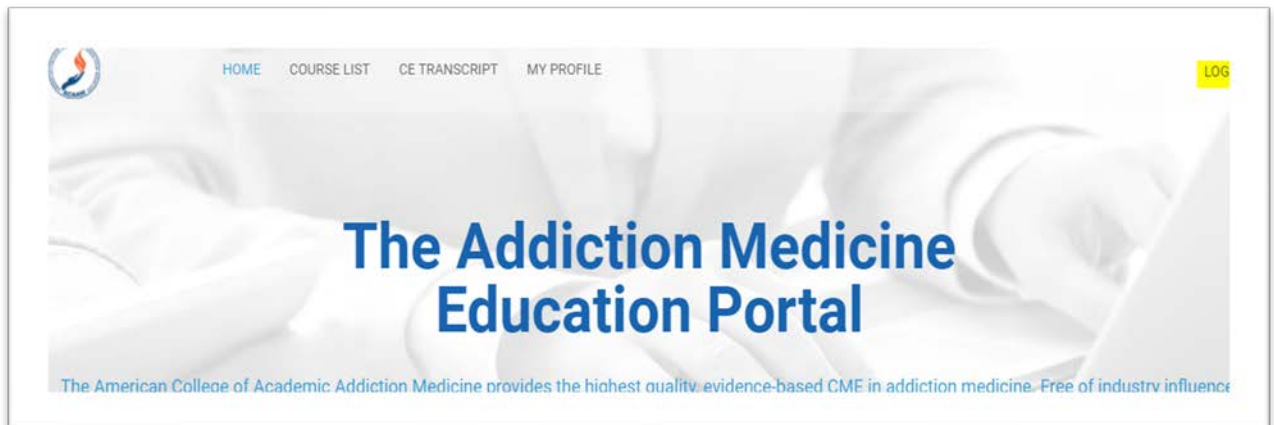 HOME COURSE LIST CE TRANSCRIPT MY PROFILE LOG
The Addiction Medicine
Education Portal
The American College of Academic Addiction Medicine provides the highest quality, evidence-based CME in addiction medicine. Free of industry influence